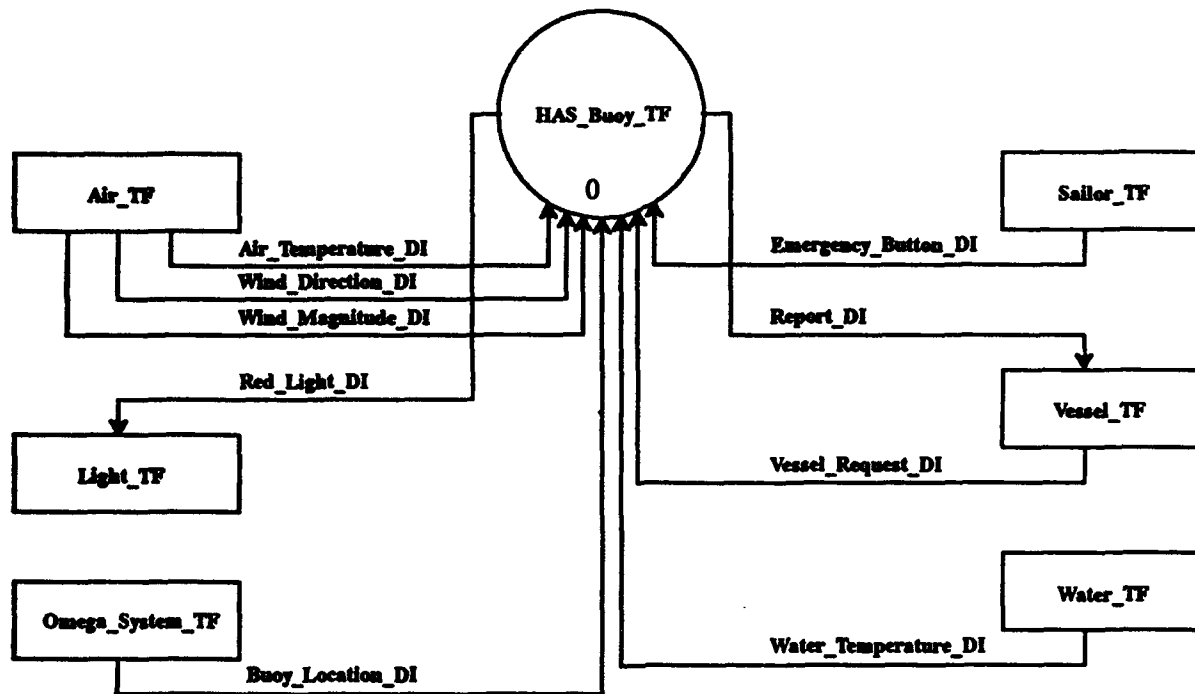 HAS_Buoy_TF
0
Air_TF
Sailor_TF
Air_Temperature_DI
Emergency_Button_DI
Wind_Direction_DI
Wind_Magnitude_DI
Report_DI
Red_Light_DI
Vessel_TF
Light_TF
Vessel_Request_DI
Water_TF
Omega_System_TF
Water_Temperature_DI
Buoy_Location_DI